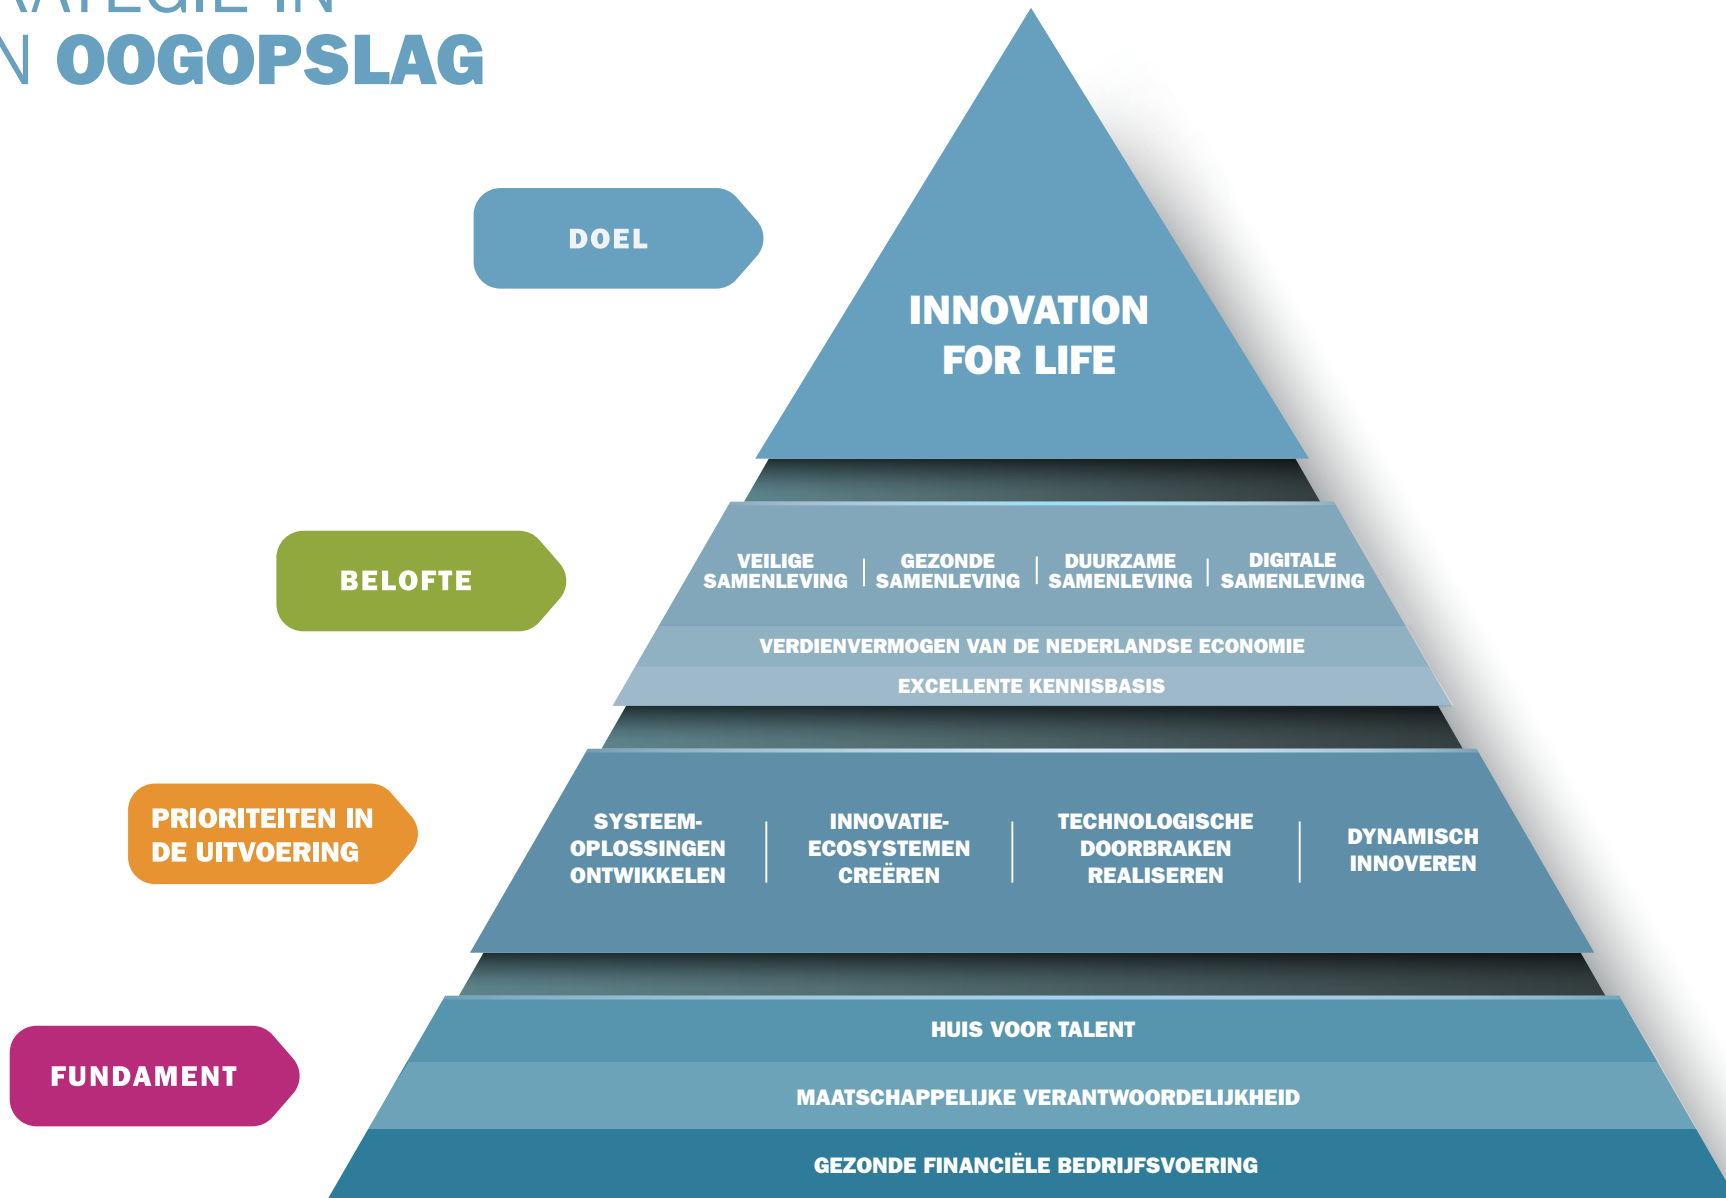 OOGOPSLAG
DOEL
INNOVATION
FOR LIFE
BELOFTE
VEILIGE
SAMENLEVING
GEZONDE
SAMENLEVING
DUURZAME
SAMENLEVING
DIGITALE
SAMENLEVING
VERDIENVERMOGEN VAN DE NEDERLANDSE ECONOMIE
EXCELLENTE KENNISBASIS
PRIORITEITEN IN
DE UITVOERING
SYSTEEM-
OPLOSSINGEN
ONTWIKKELEN
INNOVATIE-
ECOSYSTEMEN
CREËREN
TECHNOLOGISCHE
DOORBRAKEN
REALISEREN
DYNAMISCH
INNOVEREN
FUNDAMENT
HUIS VOOR TALENT
MAATSCHAPPELIJKE VERANTWOORDELIJKHEID
GEZONDE FINANCIËLE BEDRIJFSVOERING